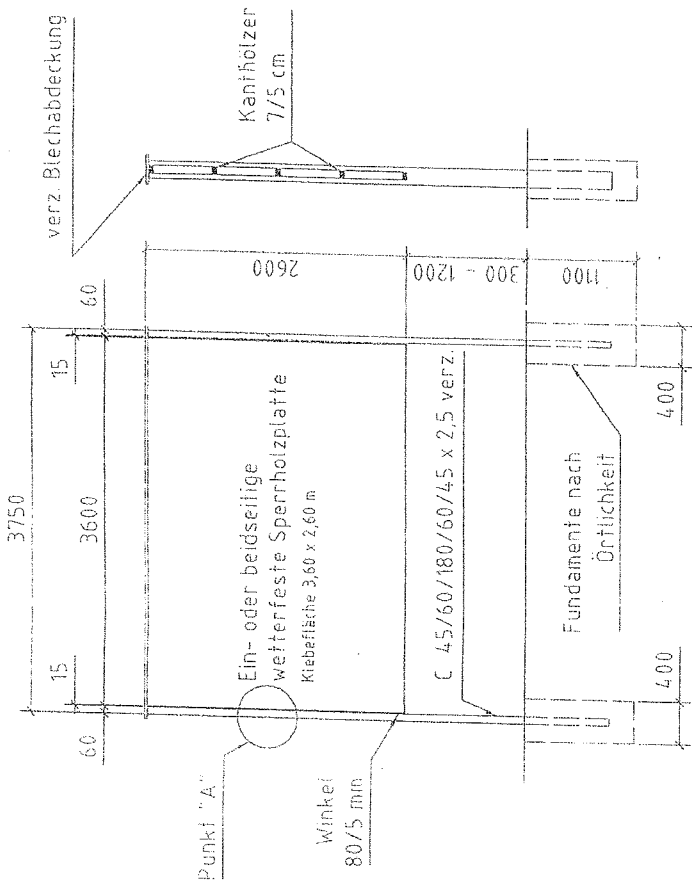 verz. Blechabdeckung
Kanthölzer
7/5 cm
3750
15
3600
15
60
60
2600
300 - 1200
1100
Ein- oder beidseitige
wetterfeste Sperrholzplatte
Klebefläche 3,60 x 2,60 m
Punkt "A"
Winkel
80/5 mm
C 45/60/180/60/45 x 2,5 verz.
Fundamente nach
Örtlichkeit
400
400